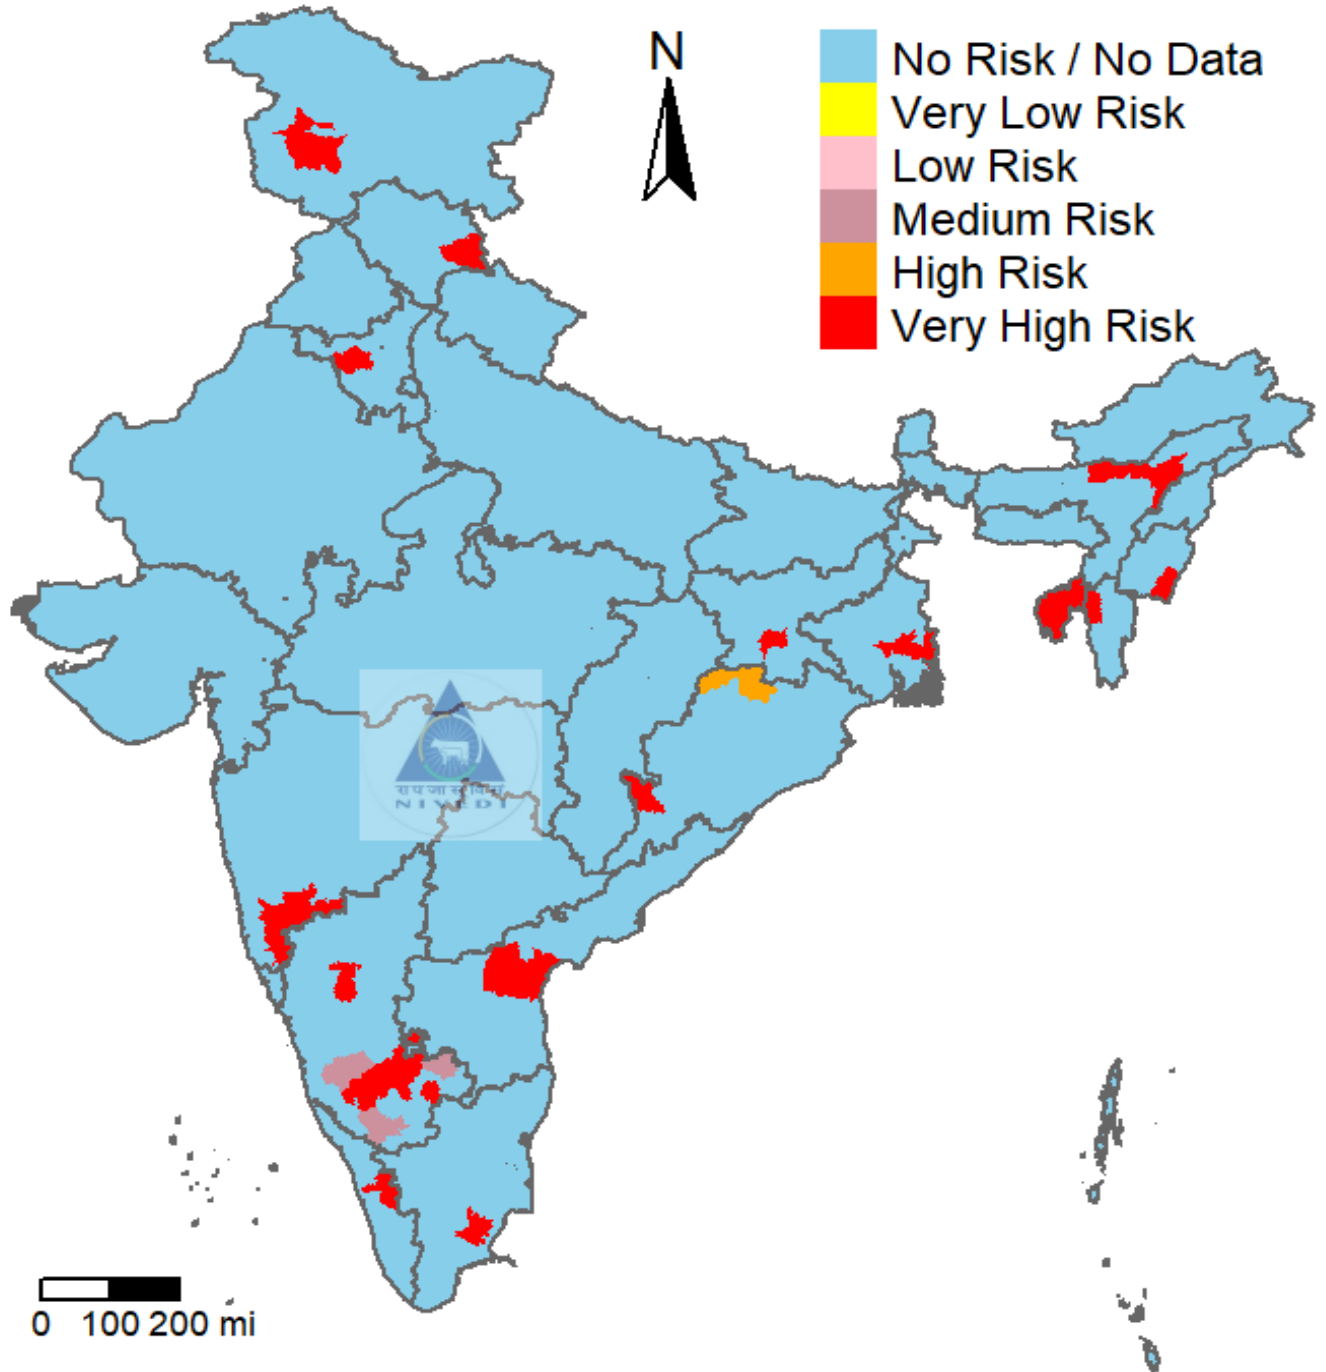 N
No Risk / No Data
Very Low Risk
Low Risk
Medium Risk
High Risk
Very High Risk
NIVEDI
0 100 200 mi